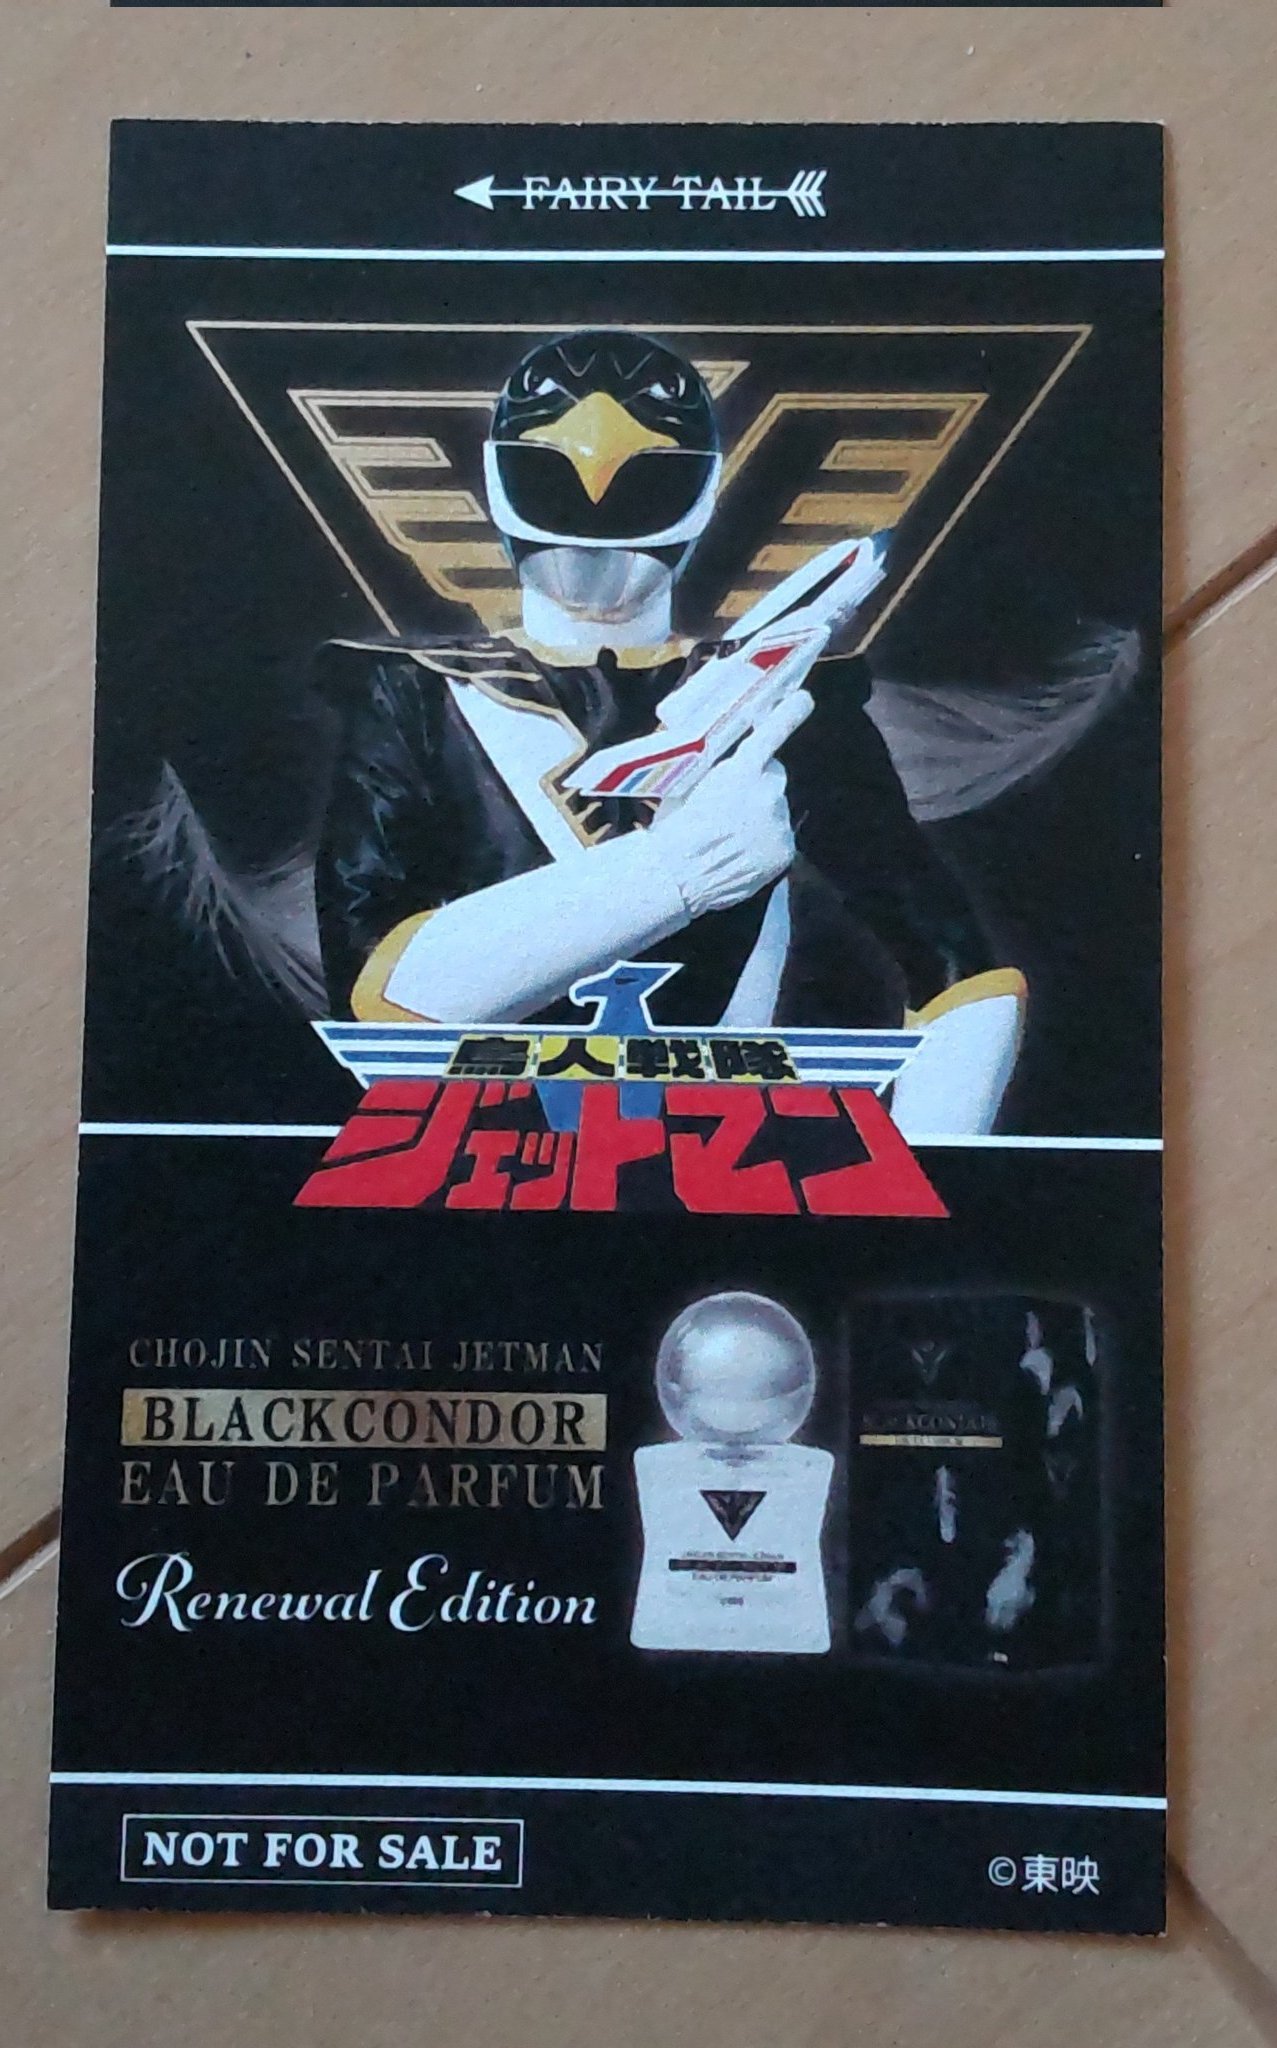 FAIRY TAIL
鳥人戦隊
ジェットマン
CHOJIN SENTAI JETMAN
BLACKCONDOR
EAU DE PARFUM
Renewal Edition
BLACKCONDOR
NOT FOR SALE
©東映